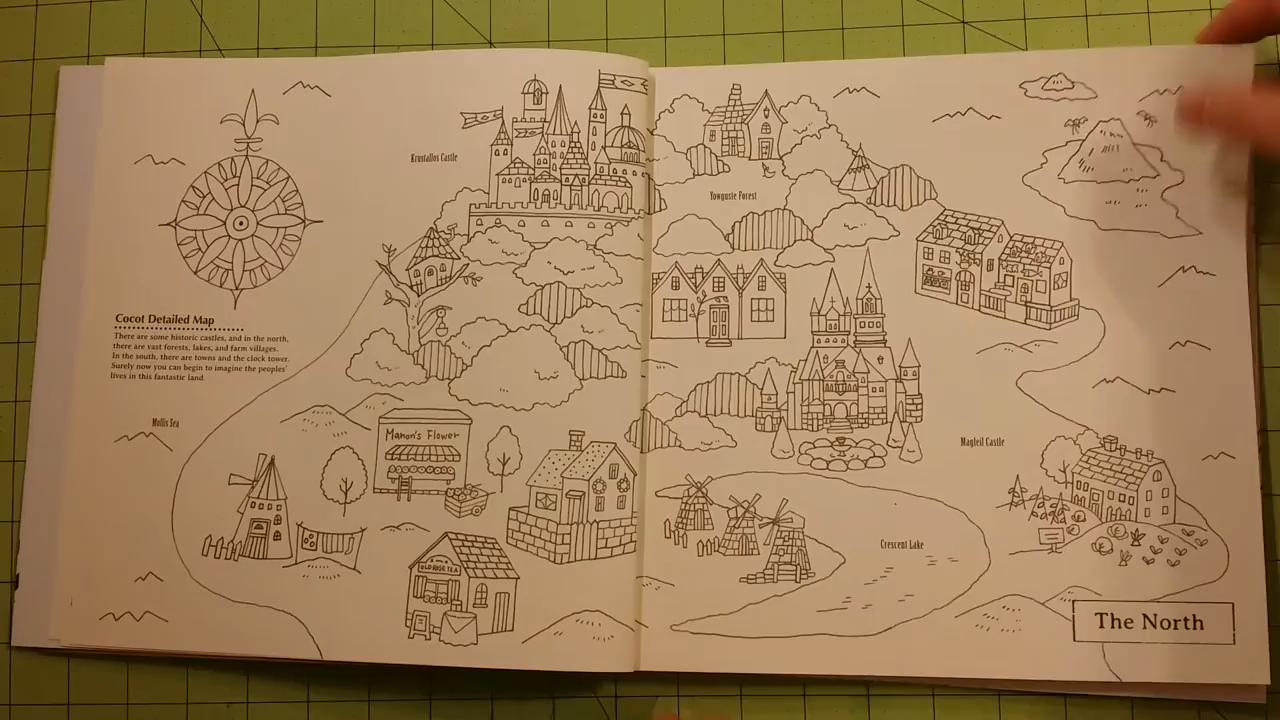 Krustallos Castle
Yowgusie Forest
Cocot Detailed Map
There are some historic castles, and in the north,
there are vast forests, lakes, and farm villages.
In the south, there are towns and the clock tower.
Surely now you can begin to imagine the peoples'
lives in this fantastic land.
Mollis Sea
Manon's Flower
Magleil Castle
Crescent Lake
OLD ROSE TEA
The North